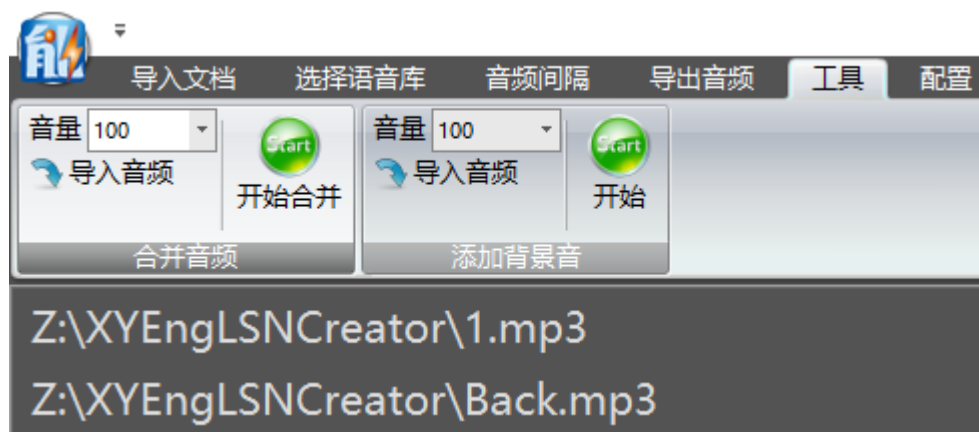 能
导入文档 选择语音库 音频间隔 导出音频 工具 配置
音量 100 音量 100
导入音频 Start 开始合并 导入音频 Start 开始
合并音频 添加背景音
Z:\XYEngLSNCreator\1.mp3
Z:\XYEngLSNCreator\Back.mp3